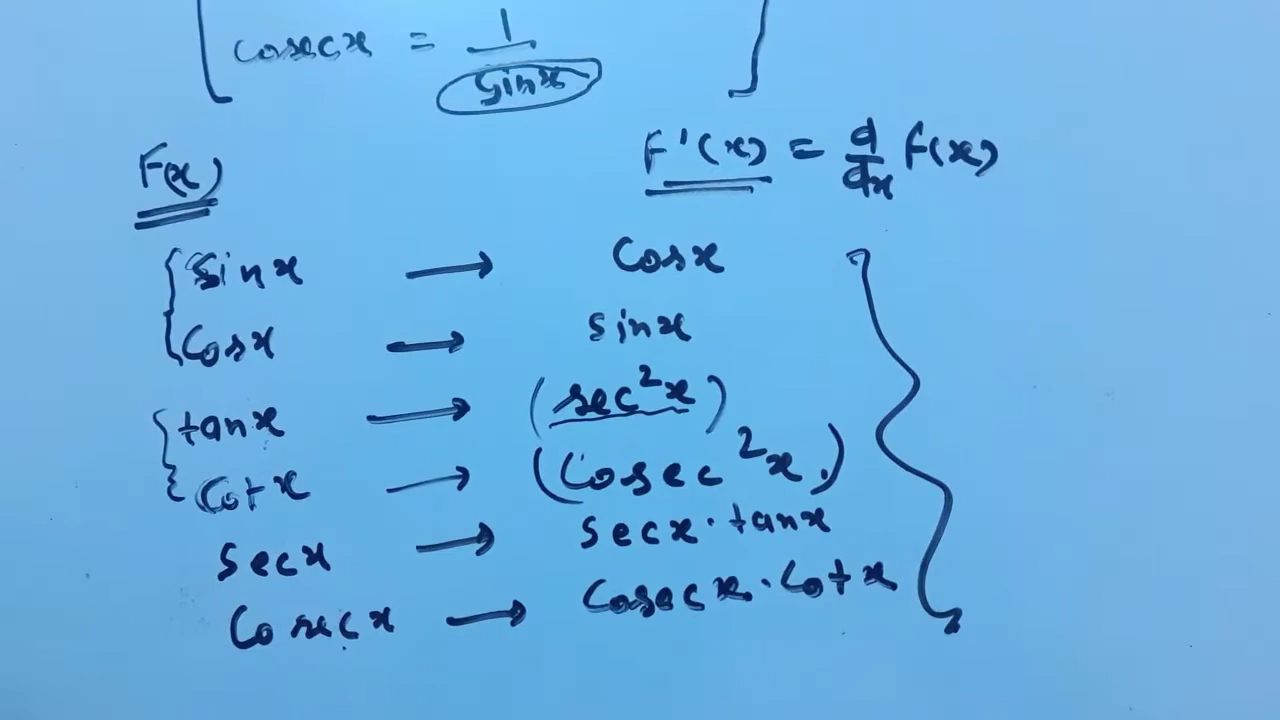 cosecx = 1/sinx
F(x) F'(x) = d/dx f(x)
sinx → Cosx
Cosx → sinx
tanx → (sec²x)
Cotx → (Cosec²x.)
secx → secx·tanx
Cosecx → Cosecx·Cotx